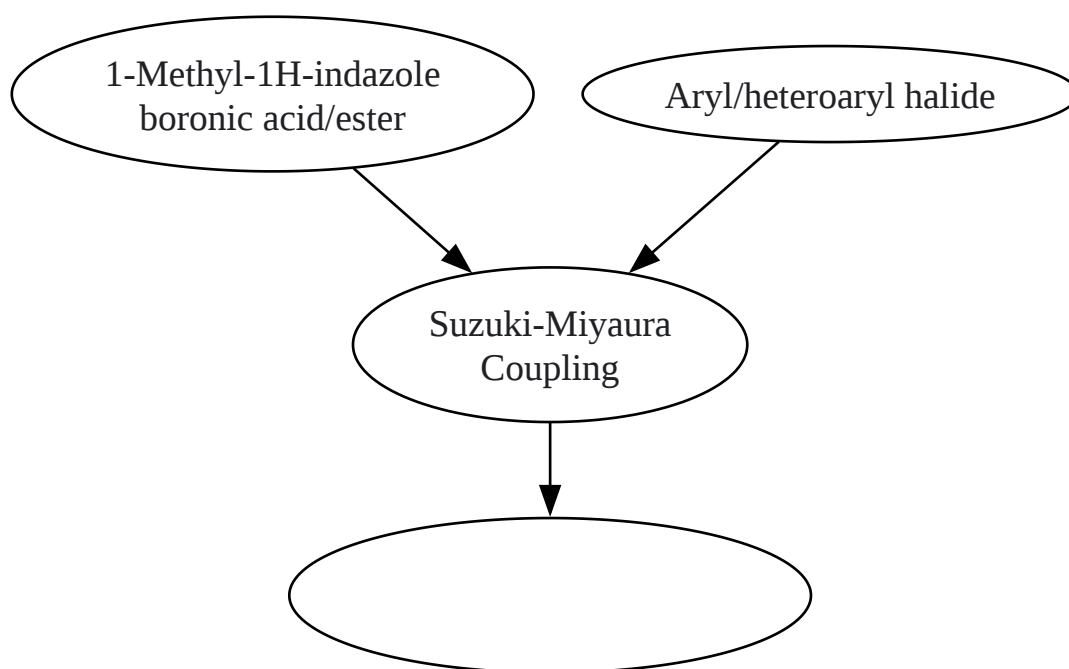 1-Methyl-1H-indazole
boronic acid/ester
Aryl/heteroaryl halide
Suzuki-Miyaura
Coupling